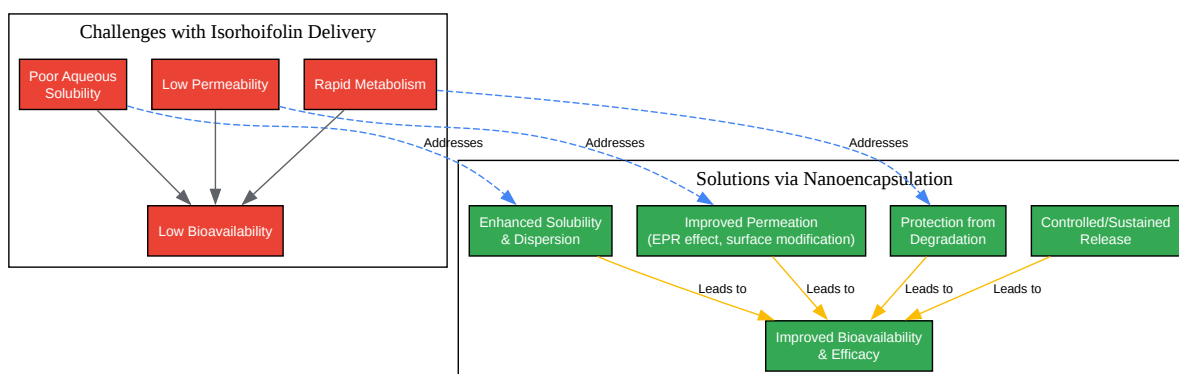 Challenges with Isorhoifolin Delivery
Poor Aqueous
Solubility
Low Permeability
Rapid Metabolism
Low Bioavailability
Addresses
Addresses
Addresses
Solutions via Nanoencapsulation
Enhanced Solubility
& Dispersion
Improved Permeation
(EPR effect, surface modification)
Protection from
Degradation
Controlled/Sustained
Release
Leads to
Leads to
Leads to
Leads to
Improved Bioavailability
& Efficacy